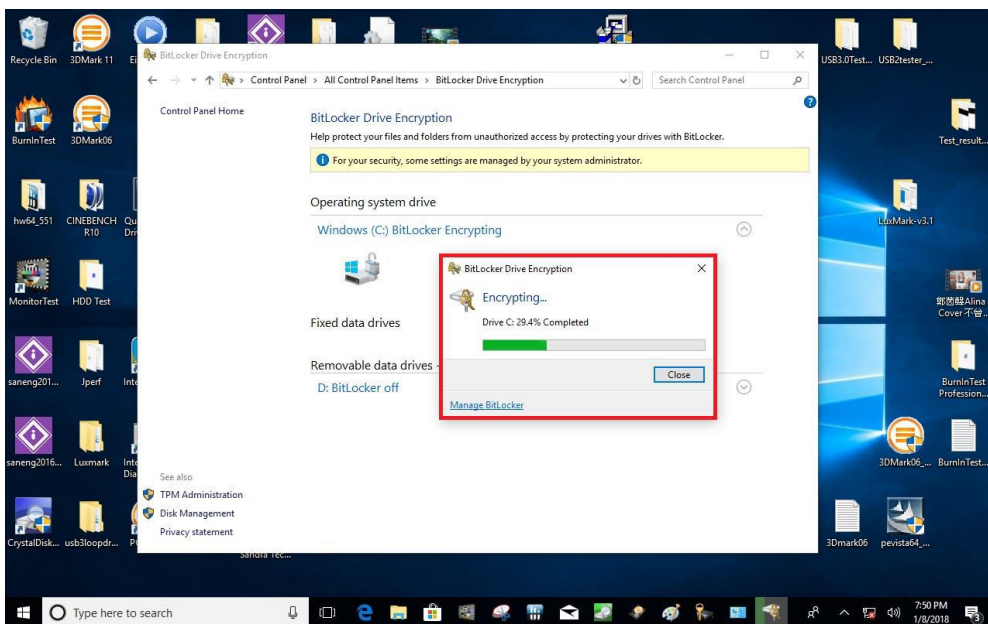 Recycle Bin
3DMark 11
BurnInTest
3DMark06
hw64_551
CINEBENCH
R10
MonitorTest
HDD Test
saneng201...
Jperf
saneng2016...
Luxmark
CrystalDisk...
usb3loopdr...
BitLocker Drive Encryption
Control Panel > All Control Panel Items > BitLocker Drive Encryption
Search Control Panel
Control Panel Home
BitLocker Drive Encryption
Help protect your files and folders from unauthorized access by protecting your drives with BitLocker.
For your security, some settings are managed by your system administrator.
Operating system drive
Windows (C:) BitLocker Encrypting
Fixed data drives
Removable data drives -
D: BitLocker off
BitLocker Drive Encryption
Encrypting...
Drive C: 29.4% Completed
Close
Manage BitLocker
See also
TPM Administration
Disk Management
Privacy statement
USB3.0Test...
USB2tester_...
Test_result...
LuxMark-v3.1
Cover
BurnInTest
Profession...
3DMark06_...
BurnInTest...
3Dmark06
pevista64_...
Type here to search
7:50 PM
1/8/2018